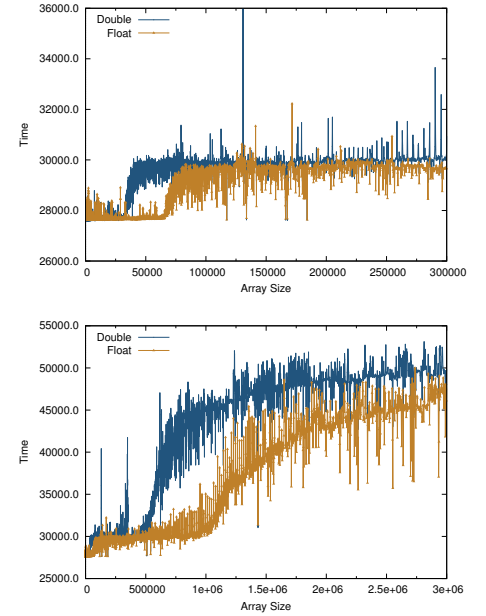 36000.0
34000.0
32000.0
30000.0
28000.0
26000.0
Time
Double
Float
0 50000 100000 150000 200000 250000 300000
Array Size
55000.0
50000.0
45000.0
40000.0
35000.0
30000.0
25000.0
Time
Double
Float
0 500000 1e+06 1.5e+06 2e+06 2.5e+06 3e+06
Array Size